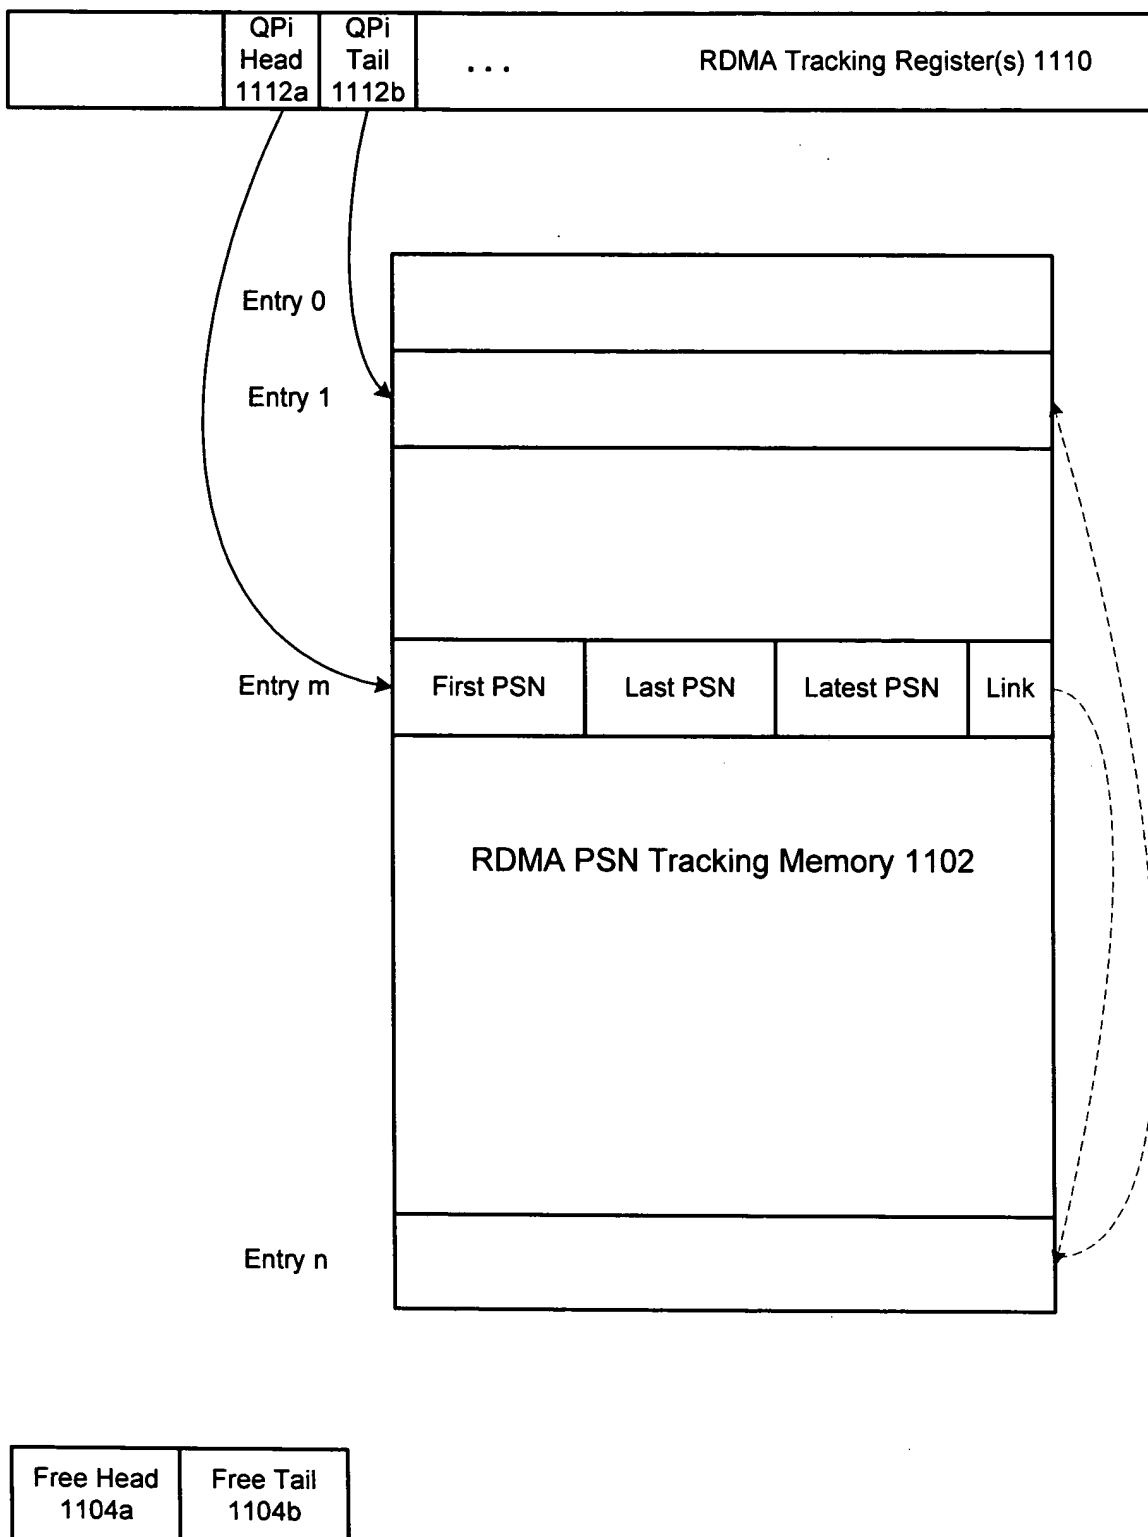 QPi
Head
1112a
QPi
Tail
1112b
. . .
RDMA Tracking Register(s) 1110
Entry 0
Entry 1
Entry m
First PSN
Last PSN
Latest PSN
Link
RDMA PSN Tracking Memory 1102
Entry n
Free Head
1104a
Free Tail
1104b